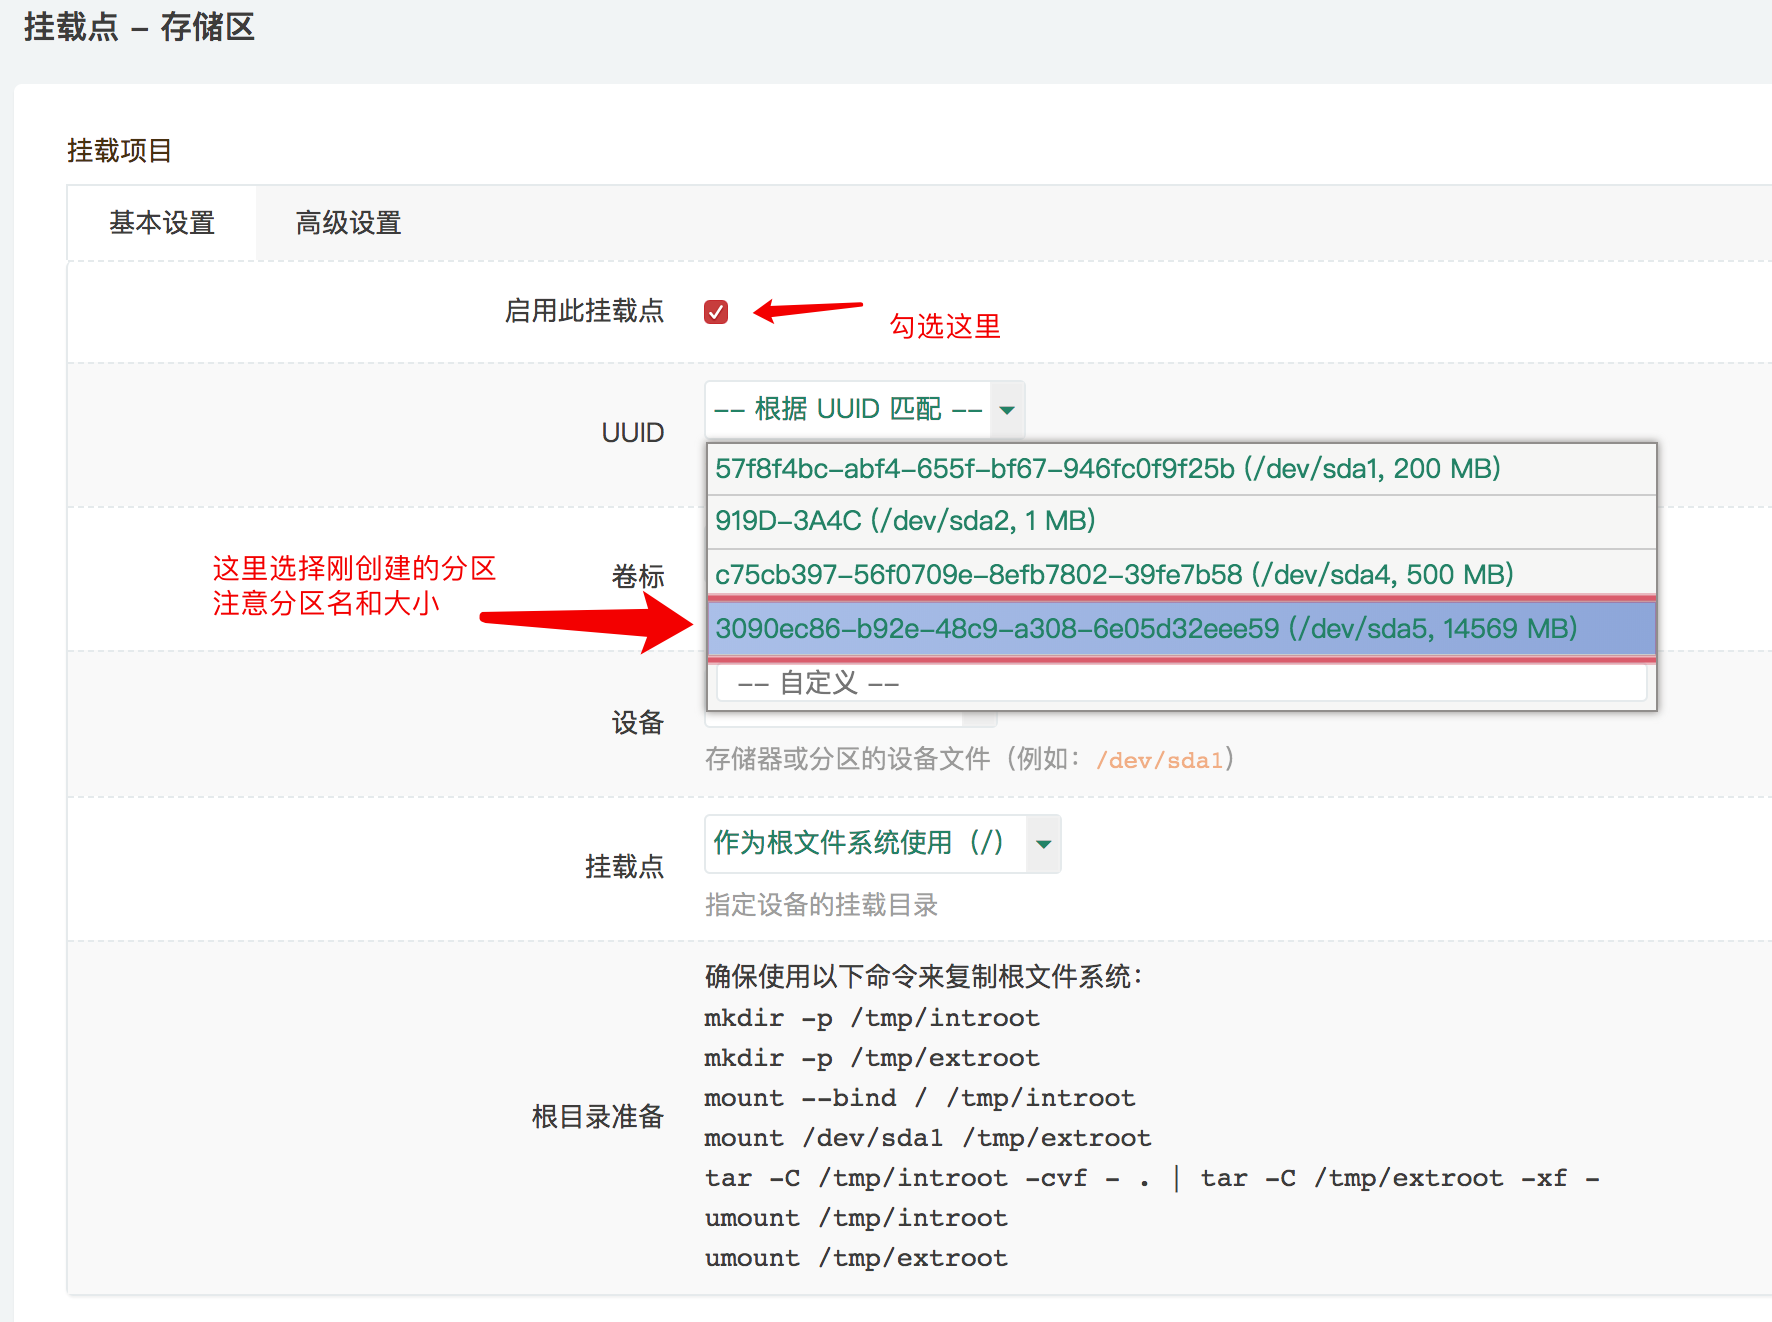 挂载点 – 存储区
挂载项目
基本设置
高级设置
启用此挂载点
勾选这里
UUID
-- 根据 UUID 匹配 --
57f8f4bc-abf4-655f-bf67-946fc0f9f25b (/dev/sda1, 200 MB)
919D-3A4C (/dev/sda2, 1 MB)
c75cb397-56f0709e-8efb7802-39fe7b58 (/dev/sda4, 500 MB)
3090ec86-b92e-48c9-a308-6e05d32eee59 (/dev/sda5, 14569 MB)
-- 自定义 --
这里选择刚创建的分区
注意分区名和大小
卷标
设备
存储器或分区的设备文件（例如：/dev/sda1）
挂载点
作为根文件系统使用（/）
指定设备的挂载目录
根目录准备
确保使用以下命令来复制根文件系统：
mkdir -p /tmp/introot
mkdir -p /tmp/extroot
mount --bind / /tmp/introot
mount /dev/sda1 /tmp/extroot
tar -C /tmp/introot -cvf - . | tar -C /tmp/extroot -xf -
umount /tmp/introot
umount /tmp/extroot